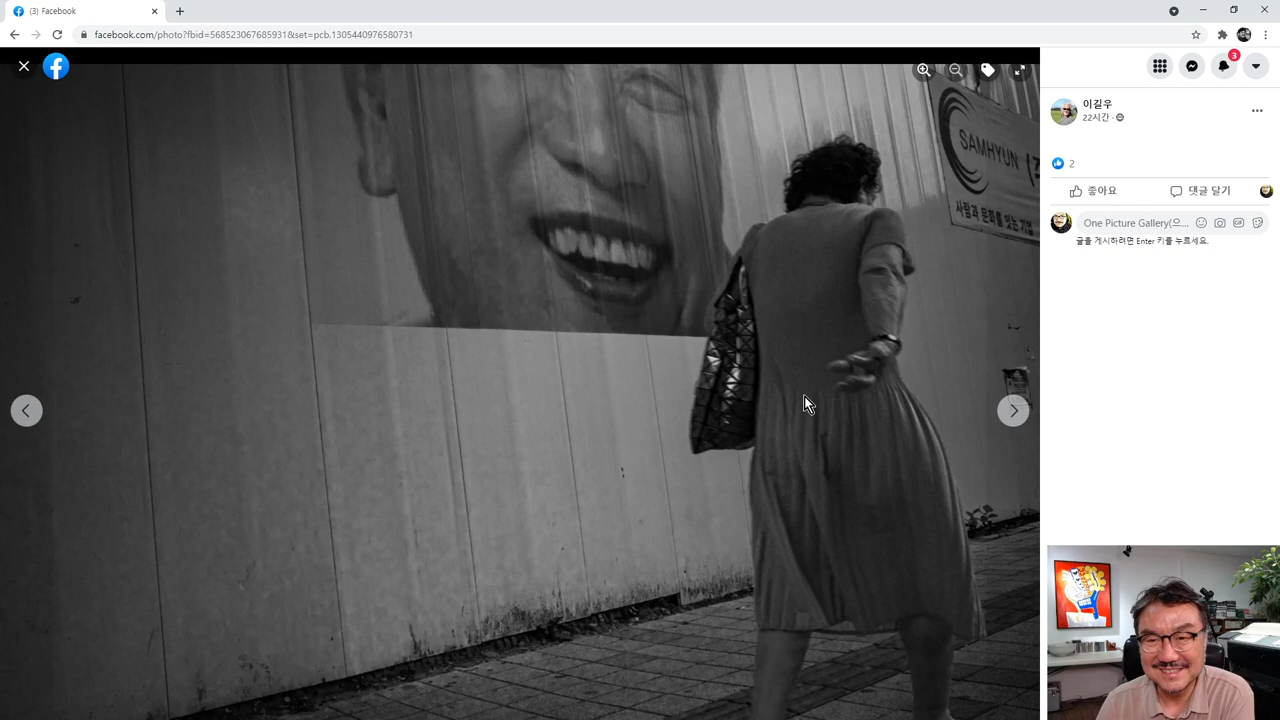 (3) Facebook
facebook.com/photo?fbid=568523067685931&set=pcb.1305440976580731
3
이길우
22시간 ·
2
좋아요
댓글 달기
One Picture Gallery(으...
GIF
글을 게시하려면 Enter 키를 누르세요.
SAMHYUN
사람과 문화를 잇는 기업